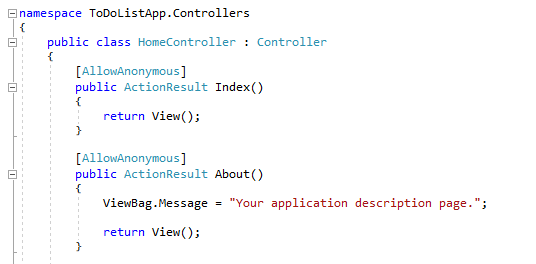 namespace ToDoListApp.Controllers
{
    public class HomeController : Controller
    {
        [AllowAnonymous]
        public ActionResult Index()
        {
            return View();
        }

        [AllowAnonymous]
        public ActionResult About()
        {
            ViewBag.Message = "Your application description page.";

            return View();
        }